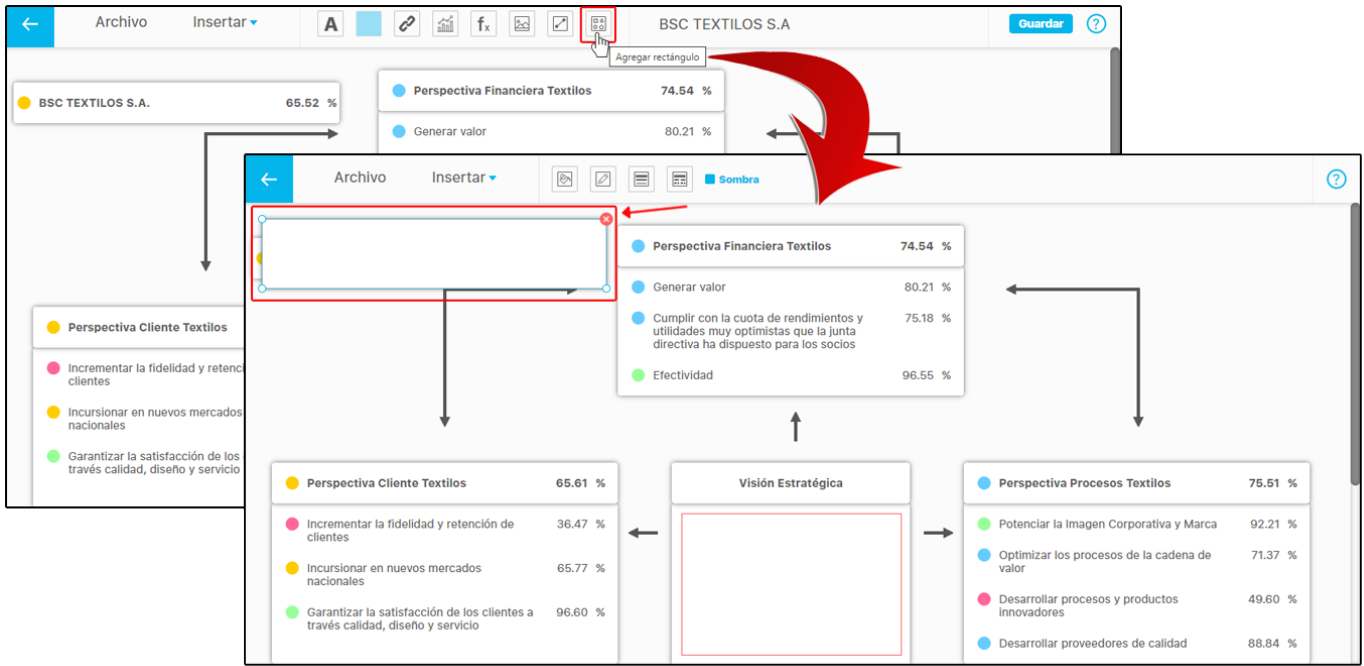 Archivo Insertar A fx BSC TEXTILOS S.A Guardar ?
Agregar rectángulo
BSC TEXTILOS S.A. 65.52 %
Perspectiva Financiera Textilos 74.54 %
Generar valor 80.21 %
Perspectiva Cliente Textilos
Incrementar la fidelidad y retenci
clientes
Incursionar en nuevos mercados
nacionales
Garantizar la satisfacción de los
través calidad, diseño y servicio
Archivo Insertar Sombra ?
Perspectiva Financiera Textilos 74.54 %
Generar valor 80.21 %
Cumplir con la cuota de rendimientos y 75.18 %
utilidades muy optimistas que la junta
directiva ha dispuesto para los socios
Efectividad 96.55 %
Perspectiva Cliente Textilos 65.61 %
Incrementar la fidelidad y retención de 36.47 %
clientes
Incursionar en nuevos mercados 65.77 %
nacionales
Garantizar la satisfacción de los clientes a 96.60 %
través calidad, diseño y servicio
Visión Estratégica
Perspectiva Procesos Textilos 75.51 %
Potenciar la Imagen Corporativa y Marca 92.21 %
Optimizar los procesos de la cadena de 71.37 %
valor
Desarrollar procesos y productos 49.60 %
innovadores
Desarrollar proveedores de calidad 88.84 %